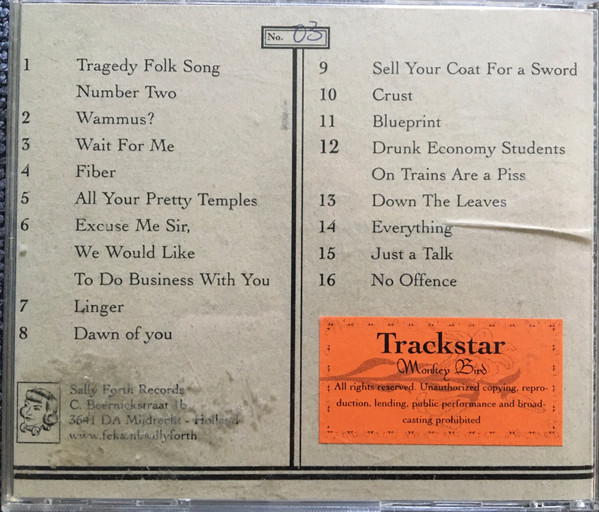 No. 03
1 Tragedy Folk Song
Number Two
2 Wammus?
3 Wait For Me
4 Fiber
5 All Your Pretty Temples
6 Excuse Me Sir,
We Would Like
To Do Business With You
7 Linger
8 Dawn of you
9 Sell Your Coat For a Sword
10 Crust
11 Blueprint
12 Drunk Economy Students
On Trains Are a Piss
13 Down The Leaves
14 Everything
15 Just a Talk
16 No Offence
Sally Forth Records
C. Beernickstraat 1b
3641 DA Mijdrecht - Holland
Trackstar
Monkey Bird
All rights reserved. Unauthorized copying, repro-
duction, lending, public performance and broad-
casting prohibited